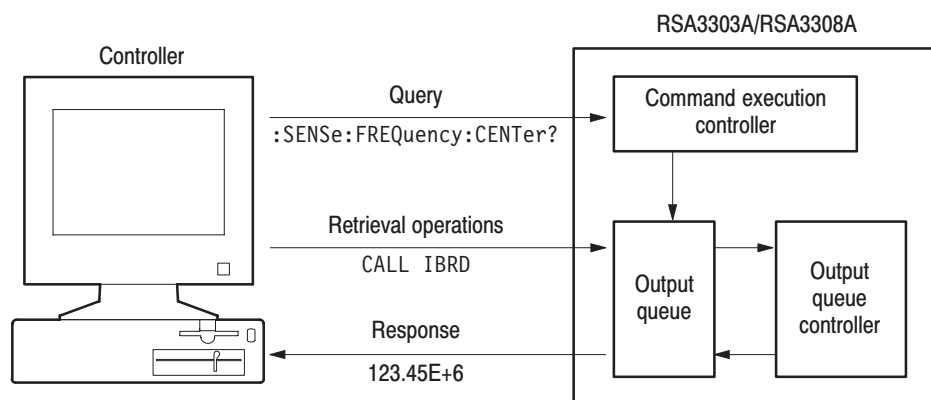 RSA3303A/RSA3308A
Controller
Query
:SENSe:FREQuency:CENTer?
Command execution
controller
Retrieval operations
CALL IBRD
Output
queue
Output
queue
controller
Response
123.45E+6